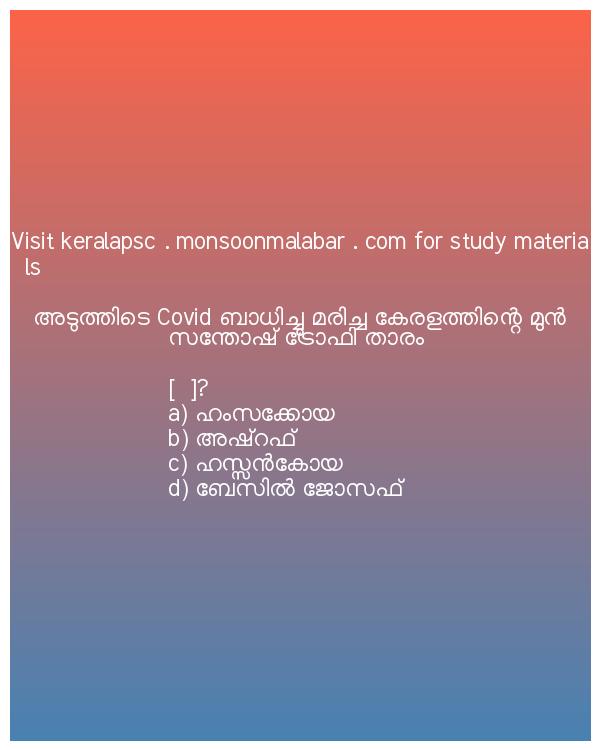 Visit keralapsc . monsoonmalabar . com for study materia
ls
അടുത്തിടെ Covid ബാധിച്ചു മരിച്ച കേരളത്തിന്റെ മുൻ
സന്തോഷ് ട്രോഫി താരം
[  ]?
a) ഹംസക്കോയ
b) അഷ്റഫ്
c) ഹസ്സൻകോയ
d) ബേസിൽ ജോസഫ്